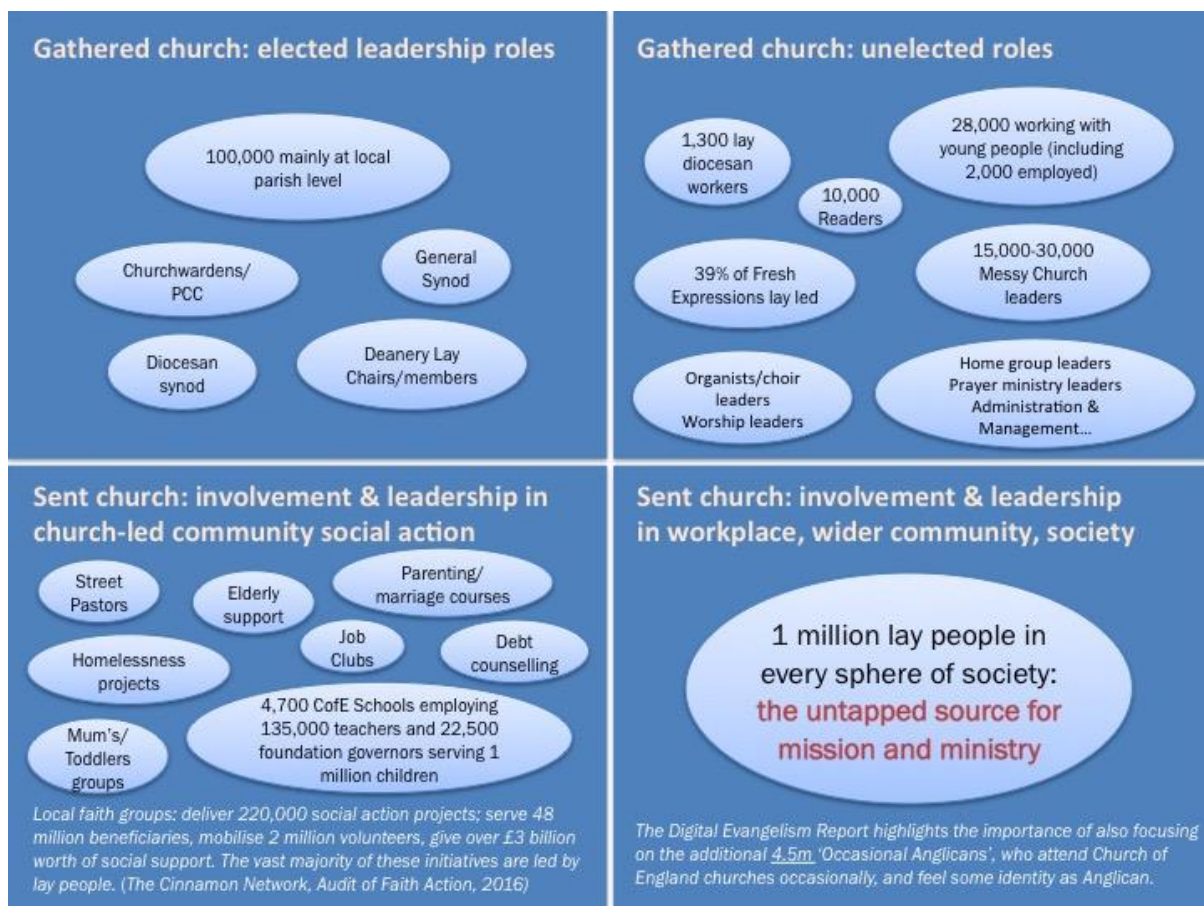 Gathered church: elected leadership roles
100,000 mainly at local
parish level
Churchwardens/
PCC
General
Synod
Diocesan
synod
Deanery Lay
Chairs/members
Gathered church: unelected roles
1,300 lay
diocesan
workers
28,000 working with
young people (including
2,000 employed)
10,000
Readers
39% of Fresh
Expressions lay led
15,000-30,000
Messy Church
leaders
Organists/choir
leaders
Worship leaders
Home group leaders
Prayer ministry leaders
Administration &
Management...
Sent church: involvement & leadership in
church-led community social action
Street
Pastors
Elderly
support
Parenting/
marriage courses
Job
Clubs
Debt
counselling
Homelessness
projects
4,700 CofE Schools employing
135,000 teachers and 22,500
foundation governors serving 1
million children
Mum's/
Toddlers
groups
Local faith groups: deliver 220,000 social action projects; serve 48
million beneficiaries, mobilise 2 million volunteers, give over £3 billion
worth of social support. The vast majority of these initiatives are led by
lay people. (The Cinnamon Network, Audit of Faith Action, 2016)
Sent church: involvement & leadership
in workplace, wider community, society
1 million lay people in
every sphere of society:
the untapped source for
mission and ministry
The Digital Evangelism Report highlights the importance of also focusing
on the additional 4.5m 'Occasional Anglicans', who attend Church of
England churches occasionally, and feel some identity as Anglican.